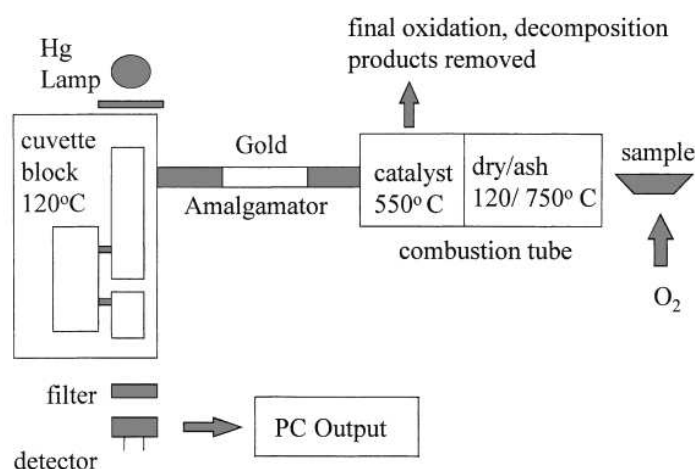 Hg
Lamp
final oxidation, decomposition
products removed
cuvette
block
120°C
Gold
Amalgamator
catalyst
550° C
dry/ash
120/ 750° C
combustion tube
sample
O₂
filter
detector
PC Output